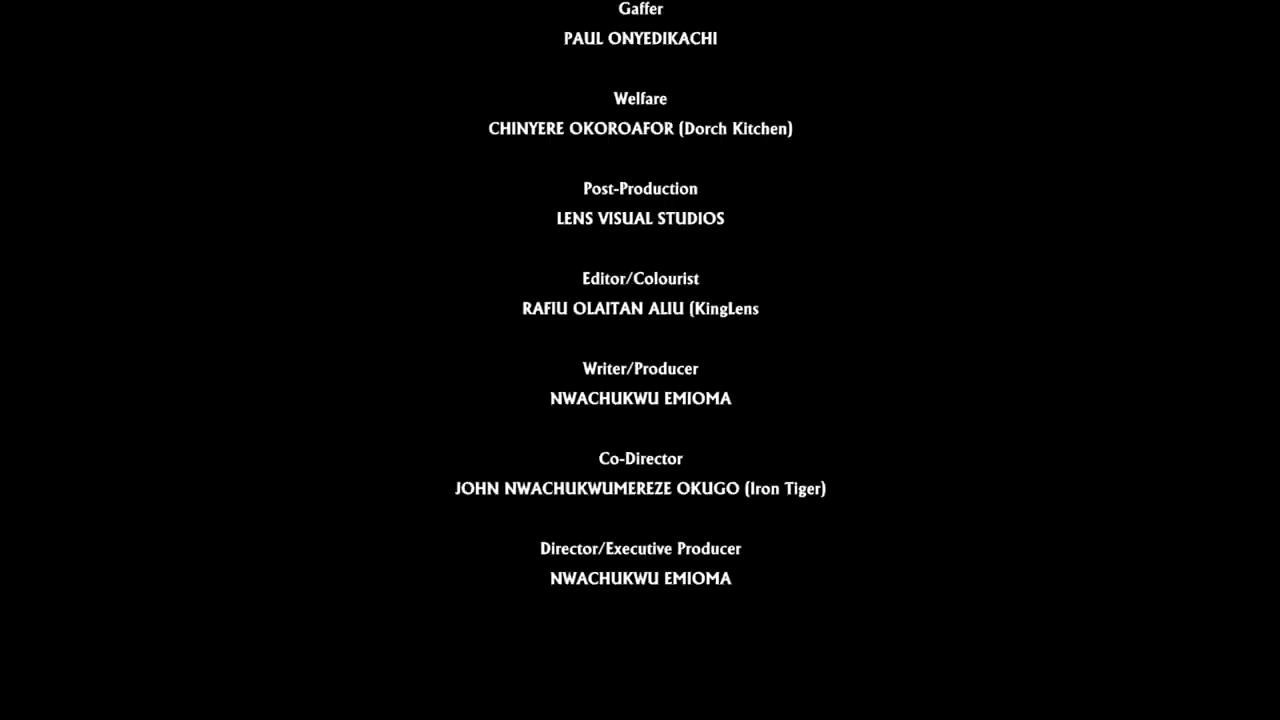 Gaffer
PAUL ONYEDIKACHI
Welfare
CHINYERE OKOROAFOR (Dorch Kitchen)
Post-Production
LENS VISUAL STUDIOS
Editor/Colourist
RAFIU OLAITAN ALIU (KingLens
Writer/Producer
NWACHUKWU EMIOMA
Co-Director
JOHN NWACHUKWUMEREZE OKUGO (Iron Tiger)
Director/Executive Producer
NWACHUKWU EMIOMA